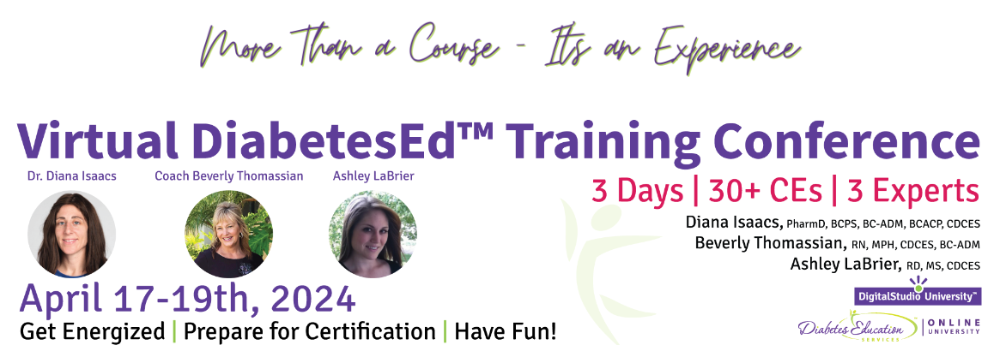 More Than a Course - Its an Experience
Virtual DiabetesEd™ Training Conference
Dr. Diana Isaacs
Coach Beverly Thomassian
Ashley LaBrier
April 17-19th, 2024
Get Energized | Prepare for Certification | Have Fun!
3 Days | 30+ CEs | 3 Experts
Diana Isaacs, PharmD, BCPS, BC-ADM, BCACP, CDCES
Beverly Thomassian, RN, MPH, CDCES, BC-ADM
Ashley LaBrier, RD, MS, CDCES
DigitalStudio University™
Diabetes Education
SERVICES
ONLINE
UNIVERSITY